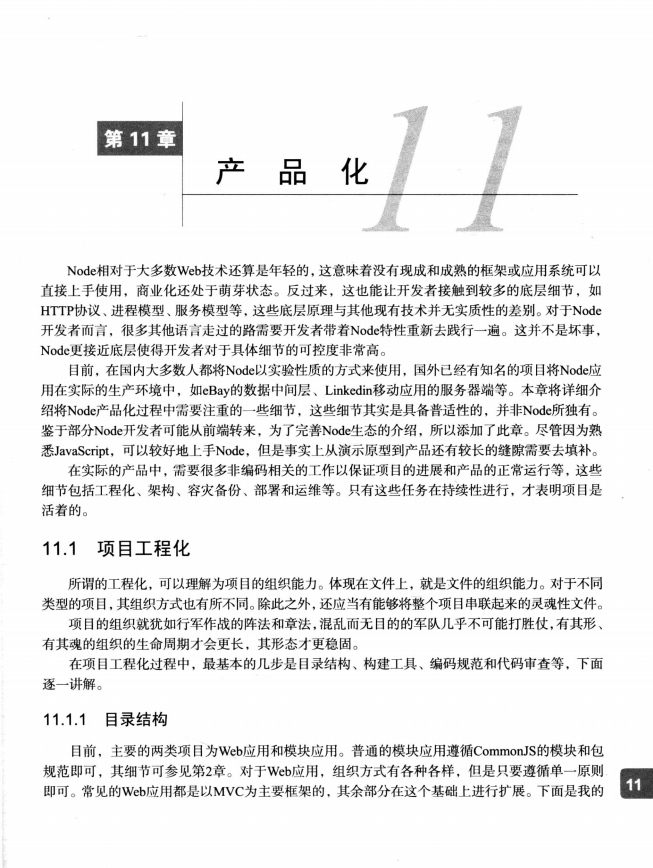 第 11 章
产 品 化
11
Node相对于大多数Web技术还算是年轻的，这意味着没有现成和成熟的框架或应用系统可以
直接上手使用，商业化还处于萌芽状态。反过来，这也能让开发者接触到较多的底层细节，如
HTTP协议、进程模型、服务模型等，这些底层原理与其他现有技术并无实质性的差别。对于Node
开发者而言，很多其他语言走过的路需要开发者带着Node特性重新去践行一遍。这并不是坏事，
Node更接近底层使得开发者对于具体细节的可控度非常高。
目前，在国内大多数人都将Node以实验性质的方式来使用，国外已经有知名的项目将Node应
用在实际的生产环境中，如eBay的数据中间层、Linkedin移动应用的服务器端等。本章将详细介
绍将Node产品化过程中需要注重的一些细节，这些细节其实是具备普适性的，并非Node所独有。
鉴于部分Node开发者可能从前端转来，为了完善Node生态的介绍，所以添加了此章。尽管因为熟
悉JavaScript，可以较好地上手Node，但是事实上从演示原型到产品还有较长的缝隙需要去填补。
在实际的产品中，需要很多非编码相关的工作以保证项目的进展和产品的正常运行等，这些
细节包括工程化、架构、容灾备份、部署和运维等。只有这些任务在持续性进行，才表明项目是
活着的。
11.1 项目工程化
所谓的工程化，可以理解为项目的组织能力。体现在文件上，就是文件的组织能力。对于不同
类型的项目，其组织方式也有所不同。除此之外，还应当有能够将整个项目串联起来的灵魂性文件。
项目的组织就犹如行军作战的阵法和章法，混乱而无目的的军队几乎不可能打胜仗，有其形、
有其魂的组织的生命周期才会更长，其形态才更稳固。
在项目工程化过程中，最基本的几步是目录结构、构建工具、编码规范和代码审查等，下面
逐一讲解。
11.1.1 目录结构
目前，主要的两类项目为Web应用和模块应用。普通的模块应用遵循CommonJS的模块和包
规范即可，其细节可参见第2章。对于Web应用，组织方式有各种各样，但是只要遵循单一原则
即可。常见的Web应用都是以MVC为主要框架的，其余部分在这个基础上进行扩展。下面是我的
11